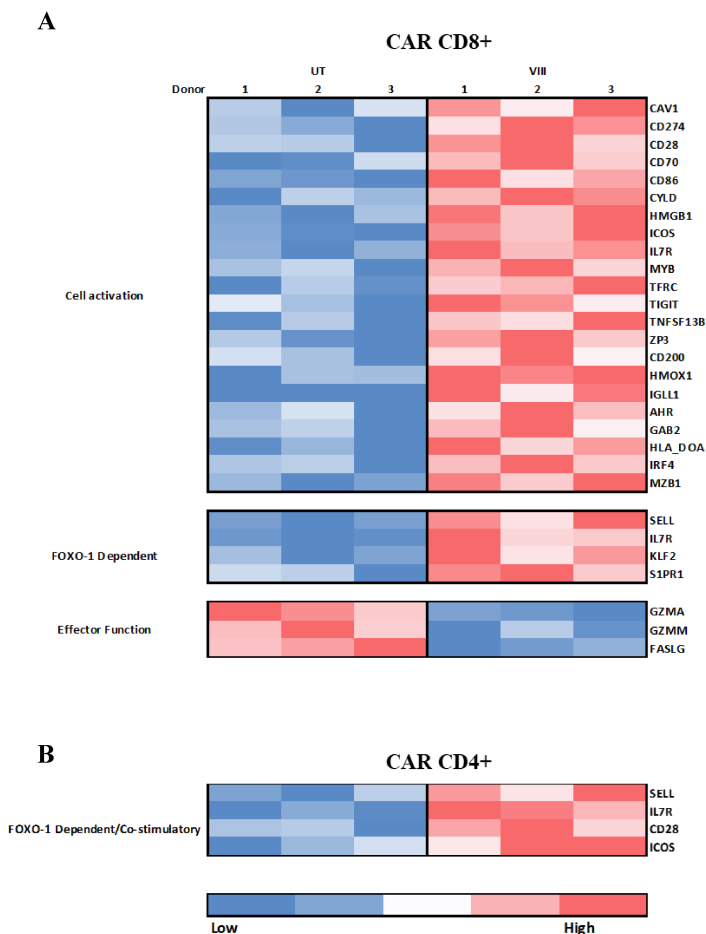 A
CAR CD8+
UT VIII
Donor 1 2 3 1 2 3
CAV1
CD274
CD28
CD70
CD86
CYLD
HMGB1
ICOS
IL7R
MYB
Cell activation TFRC
TIGIT
TNFSF13B
ZP3
CD200
HMOX1
IGLL1
AHR
GAB2
HLA_DOA
IRF4
MZB1
SELL
IL7R
FOXO-1 Dependent KLF2
S1PR1
GZMA
Effector Function GZMM
FASLG
B
CAR CD4+
SELL
IL7R
FOXO-1 Dependent/Co-stimulatory CD28
ICOS
Low High